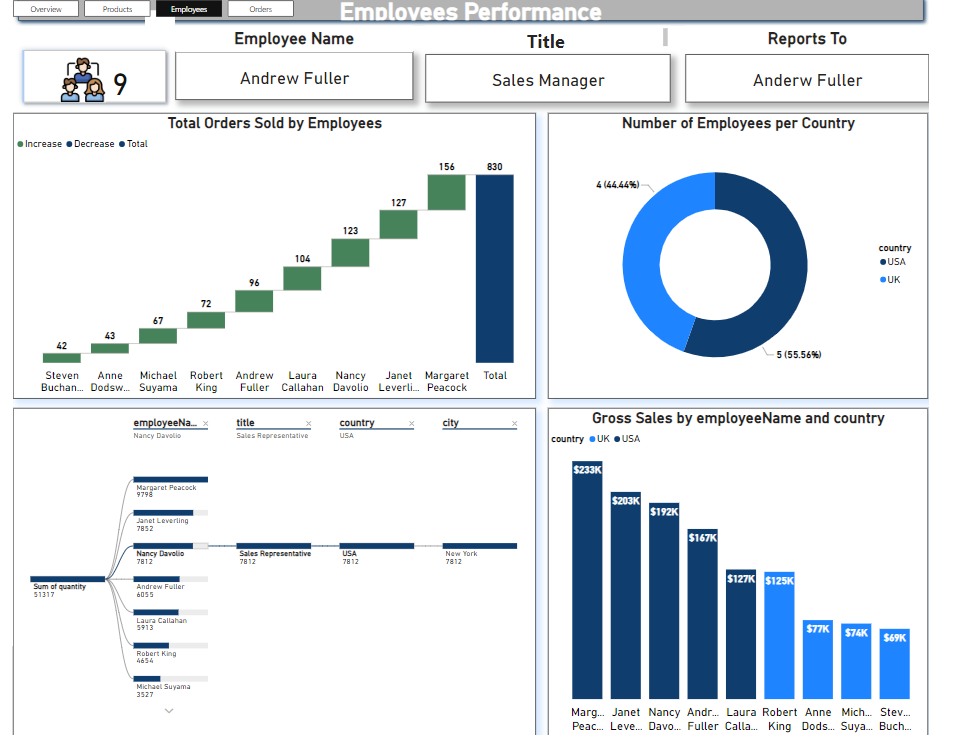 Overview
Products
Employees
Orders
Employees Performance
Employee Name
Title
Reports To
9
Andrew Fuller
Sales Manager
Anderw Fuller
Total Orders Sold by Employees
Increase Decrease Total
42
43
67
72
96
104
123
127
156
830
Steven Buchan...
Anne Dodsw...
Michael Suyama
Robert King
Andrew Fuller
Laura Callahan
Nancy Davolio
Janet Leverli...
Margaret Peacock
Total
Number of Employees per Country
4 (44.44%)
5 (55.56%)
country
USA
UK
employeeNa... ×
Nancy Davolio
title ×
Sales Representative
country ×
USA
city ×
Sum of quantity
51317
Margaret Peacock
9798
Janet Leverling
7852
Nancy Davolio
7812
Andrew Fuller
6055
Laura Callahan
5913
Robert King
4654
Michael Suyama
3527
Sales Representative
7812
USA
7812
New York
7812
Gross Sales by employeeName and country
country UK USA
$233K
$203K
$192K
$167K
$127K
$125K
$77K
$74K
$69K
Marg... Peac...
Janet Leve...
Nancy Davo...
Andr... Fuller
Laura Calla...
Robert King
Anne Dods...
Mich... Suya...
Stev... Buch...